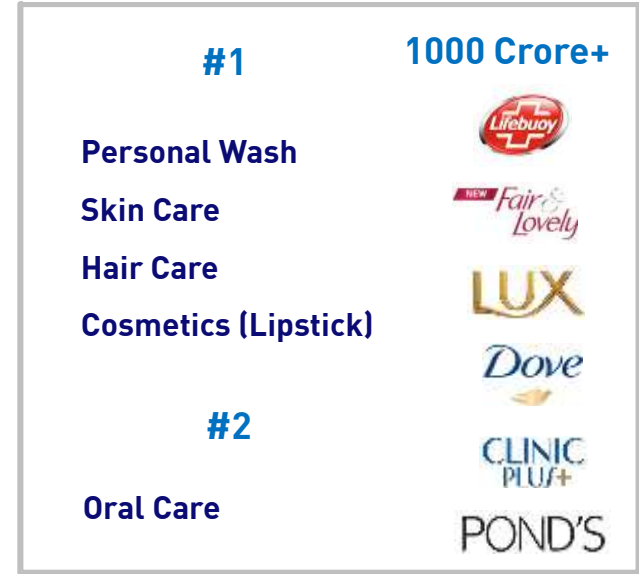 #1
Personal Wash
Skin Care
Hair Care
Cosmetics (Lipstick)
#2
Oral Care
1000 Crore+
Lifebuoy
NEW Fair &
Lovely
LUX
Dove
CLINIC
PLUS+
POND'S